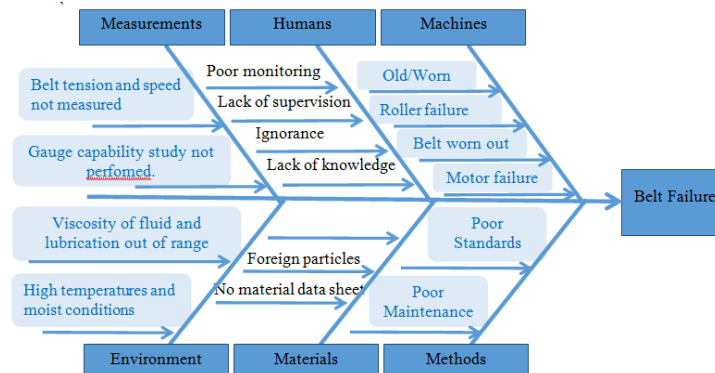 Measurements
Humans
Machines
Belt tension and speed
not measured
Gauge capability study not
perfomed.
Poor monitoring
Lack of supervision
Ignorance
Lack of knowledge
Old/Worn
Roller failure
Belt worn out
Motor failure
Belt Failure
Viscosity of fluid and
lubrication out of range
High temperatures and
moist conditions
Foreign particles
No material data sheet
Poor
Standards
Poor
Maintenance
Environment
Materials
Methods